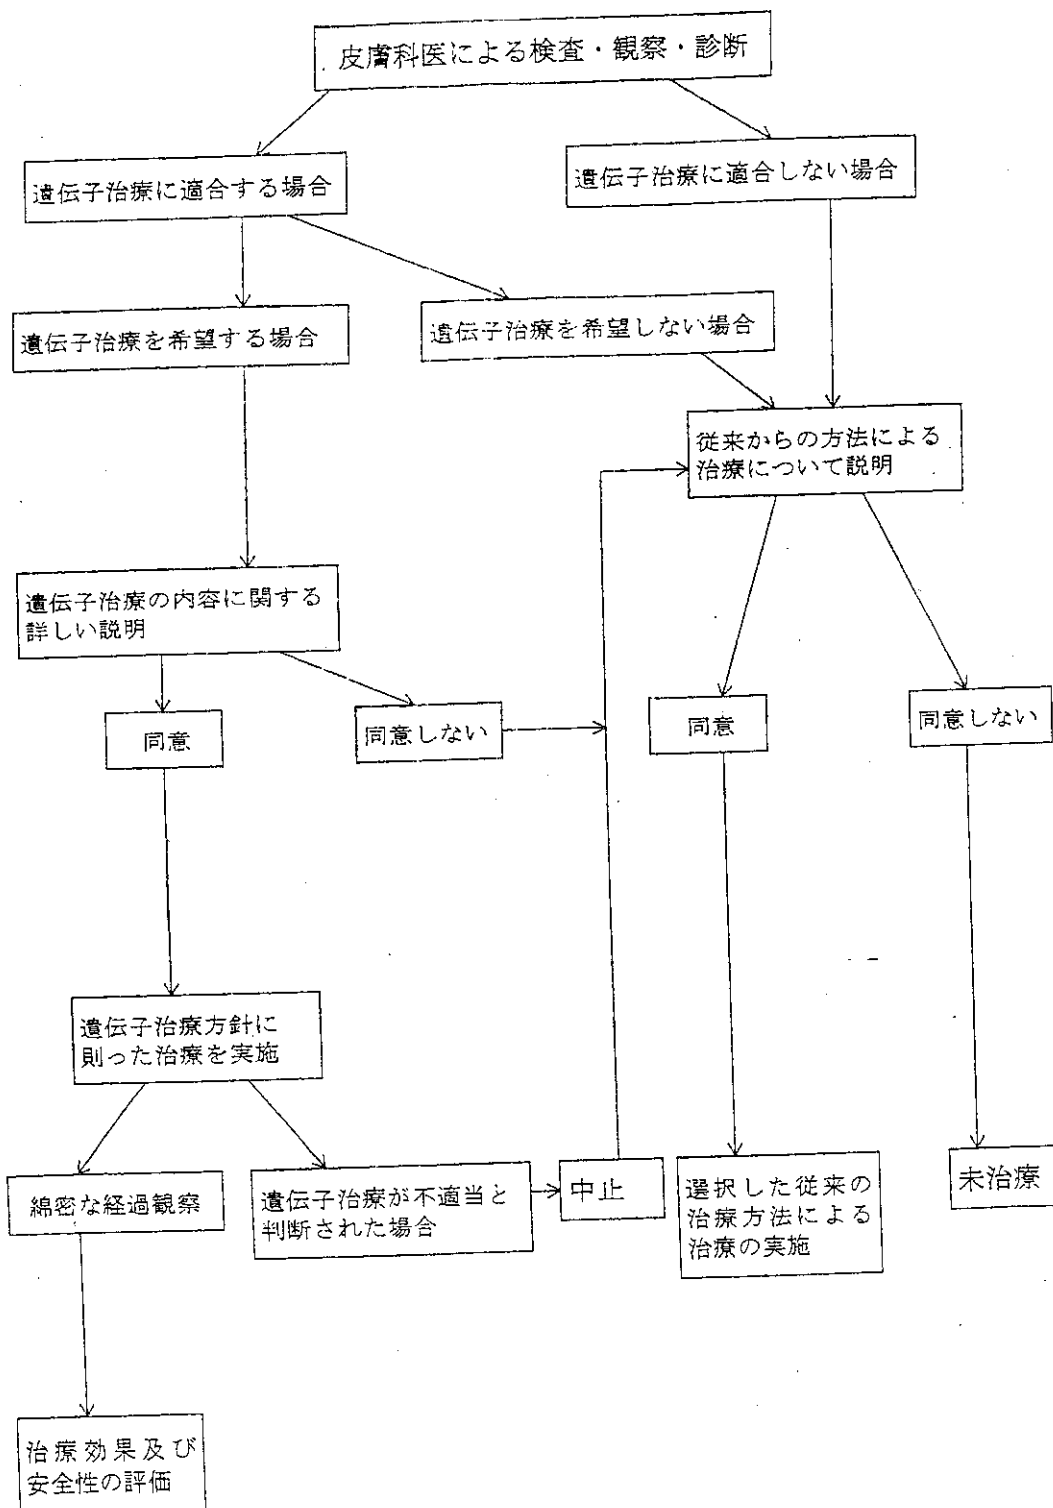 皮膚科医による検査・観察・診断
遺伝子治療に適合する場合
遺伝子治療に適合しない場合
遺伝子治療を希望する場合
遺伝子治療を希望しない場合
従来からの方法による
治療について説明
遺伝子治療の内容に関する
詳しい説明
同意
同意しない
同意
同意しない
遺伝子治療方針に
則った治療を実施
綿密な経過観察
遺伝子治療が不適当と
判断された場合
中止
選択した従来の
治療方法による
治療の実施
未治療
治療効果及び
安全性の評価